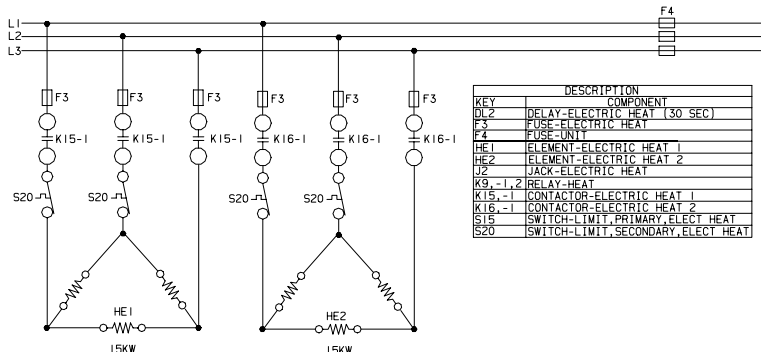 F4
L1
L2
L3
F3 F3 F3 F3 F3 F3
K15-1 K15-1 K15-1 K16-1 K16-1 K16-1
S20 S20 S20 S20
HE1 HE2
15KW 15KW
DESCRIPTION
KEY COMPONENT
DL2 DELAY-ELECTRIC HEAT (30 SEC)
F3 FUSE-ELECTRIC HEAT
F4 FUSE-UNIT
HE1 ELEMENT-ELECTRIC HEAT 1
HE2 ELEMENT-ELECTRIC HEAT 2
J2 JACK-ELECTRIC HEAT
K9,-1,2 RELAY-HEAT
K15,-1 CONTACTOR-ELECTRIC HEAT 1
K16,-1 CONTACTOR-ELECTRIC HEAT 2
S15 SWITCH-LIMIT,PRIMARY,ELECT HEAT
S20 SWITCH-LIMIT,SECONDARY,ELECT HEAT